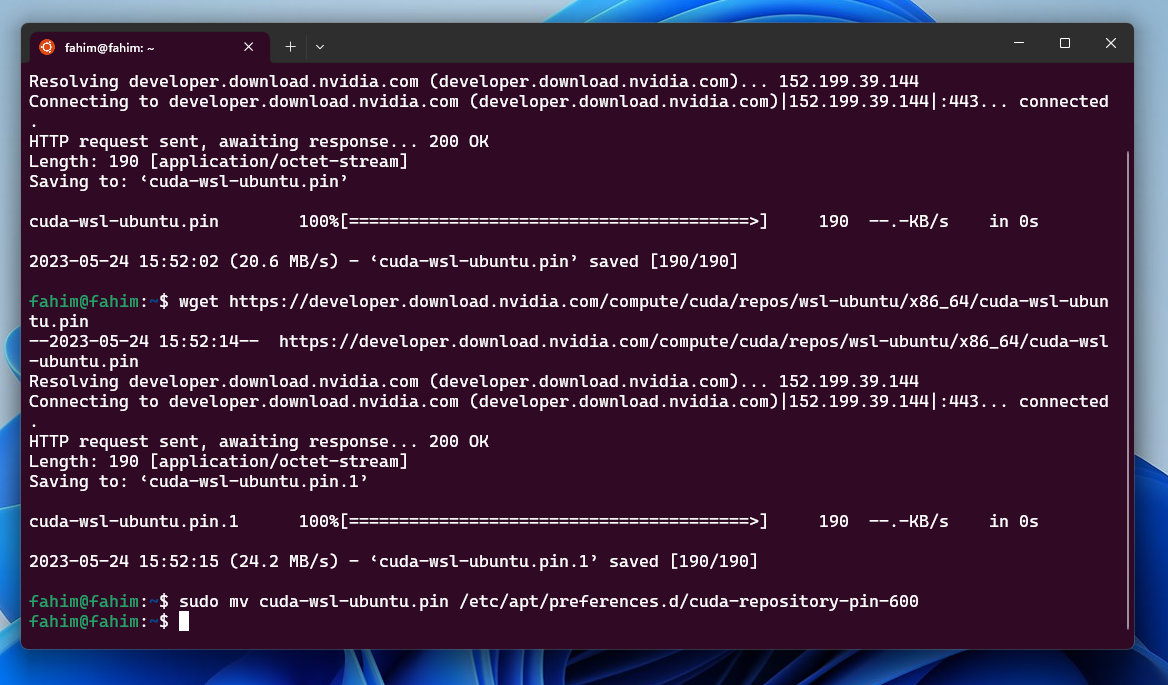 fahim@fahim: ~
Resolving developer.download.nvidia.com (developer.download.nvidia.com)... 152.199.39.144
Connecting to developer.download.nvidia.com (developer.download.nvidia.com)|152.199.39.144|:443... connected
.
HTTP request sent, awaiting response... 200 OK
Length: 190 [application/octet-stream]
Saving to: ‘cuda-wsl-ubuntu.pin’
cuda-wsl-ubuntu.pin        100%[========================================>]     190  --.-KB/s    in 0s
2023-05-24 15:52:02 (20.6 MB/s) - ‘cuda-wsl-ubuntu.pin’ saved [190/190]
fahim@fahim:~$ wget https://developer.download.nvidia.com/compute/cuda/repos/wsl-ubuntu/x86_64/cuda-wsl-ubun
tu.pin
--2023-05-24 15:52:14--  https://developer.download.nvidia.com/compute/cuda/repos/wsl-ubuntu/x86_64/cuda-wsl
-ubuntu.pin
Resolving developer.download.nvidia.com (developer.download.nvidia.com)... 152.199.39.144
Connecting to developer.download.nvidia.com (developer.download.nvidia.com)|152.199.39.144|:443... connected
.
HTTP request sent, awaiting response... 200 OK
Length: 190 [application/octet-stream]
Saving to: ‘cuda-wsl-ubuntu.pin.1’
cuda-wsl-ubuntu.pin.1      100%[========================================>]     190  --.-KB/s    in 0s
2023-05-24 15:52:15 (24.2 MB/s) - ‘cuda-wsl-ubuntu.pin.1’ saved [190/190]
fahim@fahim:~$ sudo mv cuda-wsl-ubuntu.pin /etc/apt/preferences.d/cuda-repository-pin-600
fahim@fahim:~$